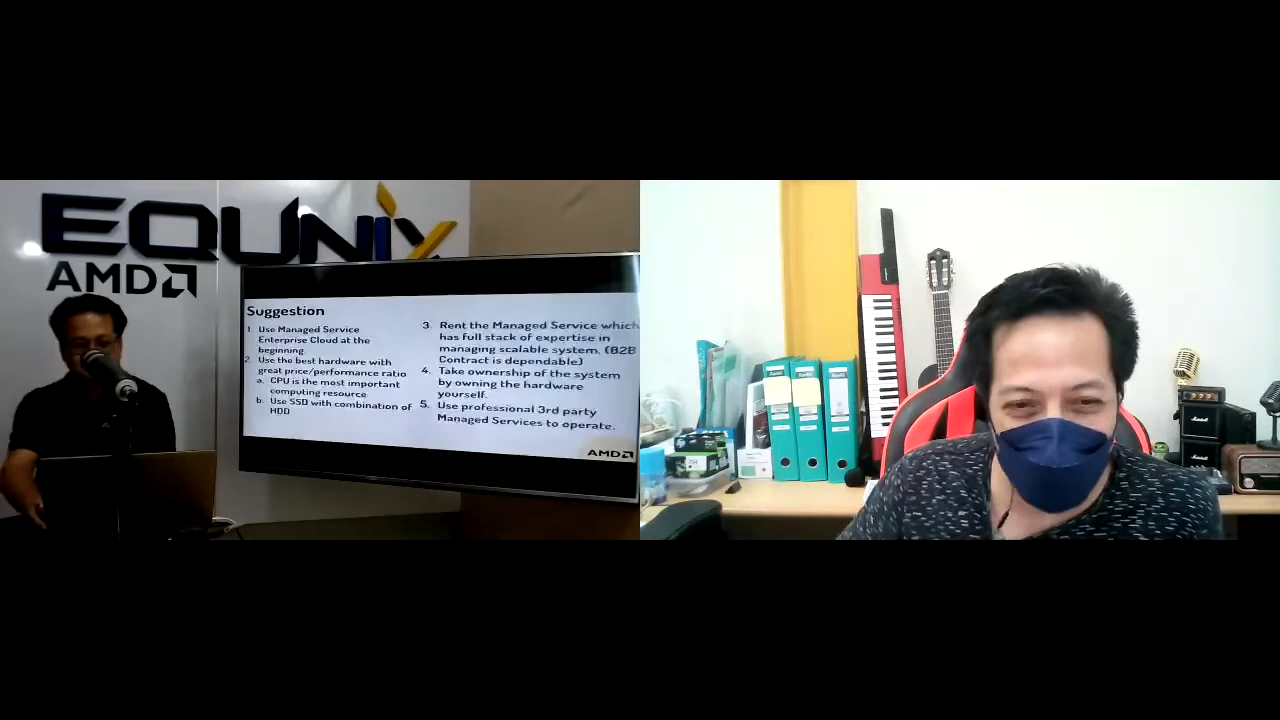 EQUNIX
AMD
Suggestion
1. Use Managed Service
Enterprise Cloud at the
beginning.
2. Use the best hardware with
great price/performance ratio
a. CPU is the most important
computing resource
b. Use SSD with combination of
HDD
3. Rent the Managed Service which
has full stack of expertise in
managing scalable system. (B2B
Contract is dependable)
4. Take ownership of the system
by owning the hardware
yourself.
5. Use professional 3rd party
Managed Services to operate.
AMD
Marshall
Marshall